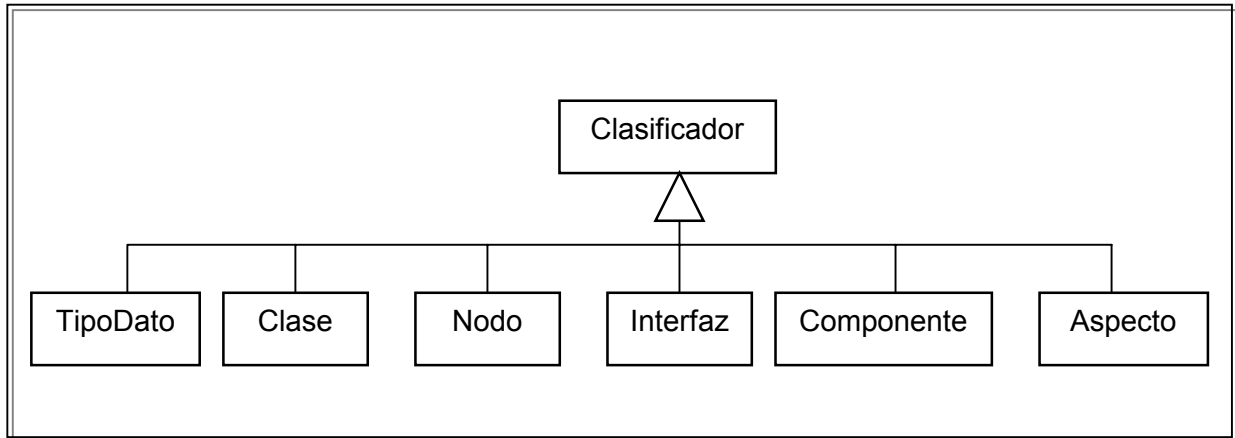 Clasificador
TipoDato
Clase
Nodo
Interfaz
Componente
Aspecto